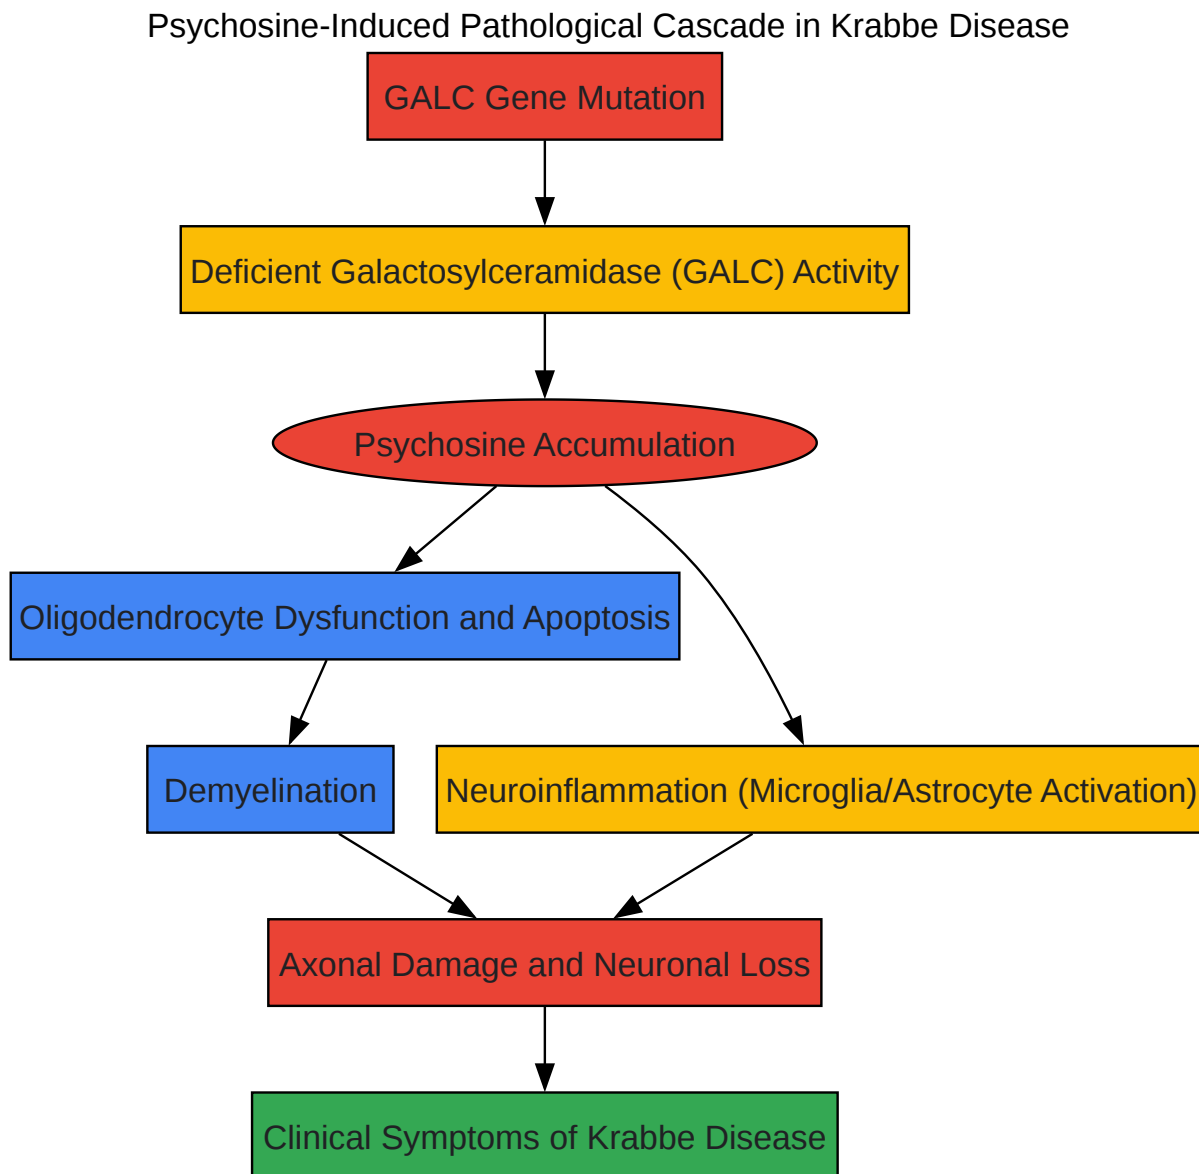 Psychosine-Induced Pathological Cascade in Krabbe Disease
GALC Gene Mutation
Deficient Galactosylceramidase (GALC) Activity
Psychosine Accumulation
Oligodendrocyte Dysfunction and Apoptosis
Demyelination
Neuroinflammation (Microglia/Astrocyte Activation)
Axonal Damage and Neuronal Loss
Clinical Symptoms of Krabbe Disease